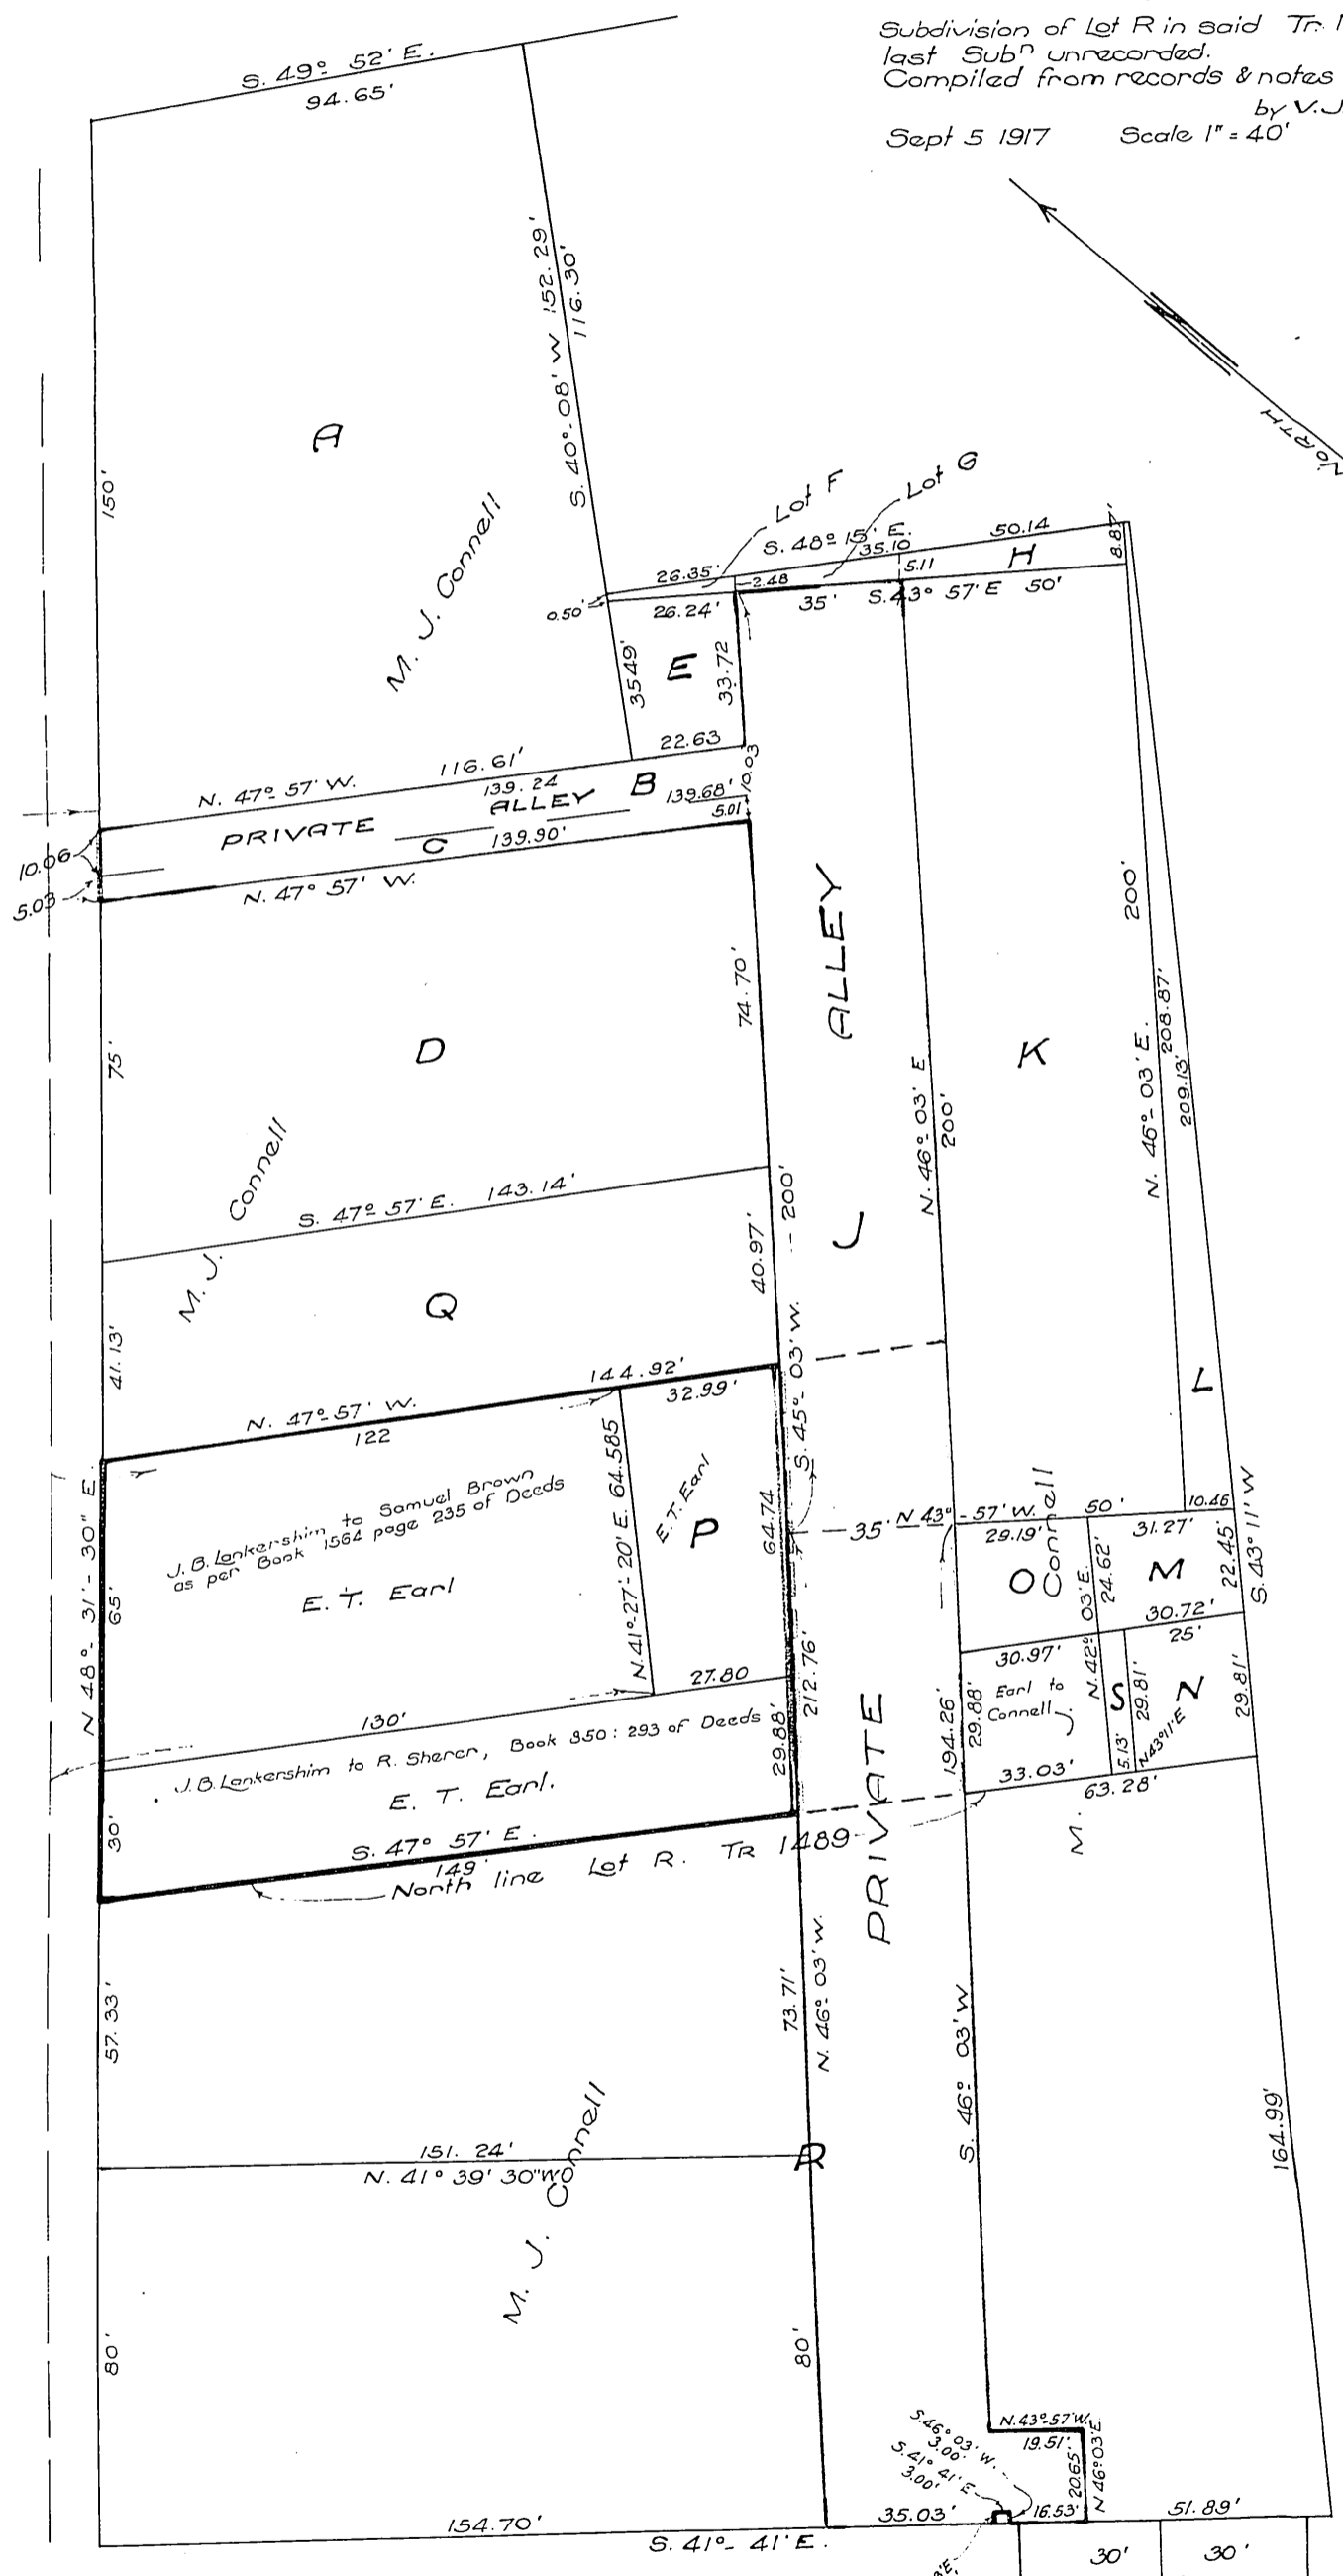 Subdivision of Lot R in said Tr.
last Subn unrecorded.
Compiled from records & notes
by V.J.
Sept 5 1917 Scale 1" = 40'
NORTH
S. 49° 52' E.
94.65'
S. 40°-08' W 152.29'
116.30'
150'
A
M. J. Connell
Lot F
Lot G
S. 48° 15' E.
35.10
50.14
8.87'
26.35'
2.48
5.11
H
0.50'
26.24'
35'
S. 43° 57' E 50'
3549'
E
33.72
22.63
N. 47° 57' W.
116.61'
139.24
B
139.68'
10.03
PRIVATE ALLEY
5.01
C
139.90'
10.06
5.03
N. 47° 57' W.
74.70'
ALLEY
200'
75'
D
K
N. 46° 03' E
200'
N. 46°-03' E.
208.87'
209.13'
M. J. Connell
S. 47° 57' E. 143.14'
200'
J
40.97'
Q
41.13'
144.92'
32.99'
S. 45°-03' W.
L
N. 47°-57' W.
122
N 48°-31'-30" E.
J. B. Lankershim to Samuel Brown
as per Book 1564 page 235 of Deeds
E. T. Earl
65'
N. 41°-27'-20" E. 64.585
E. T. Earl
P
64.74
35'
N 43°-57' W.
50'
10.46
29.19'
31.27'
O
Connell
24.62'
M
22.45'
S. 43° 11' W
30.72'
25'
30.97'
N. 42° 03' E.
27.80
212.76'
130'
J. B. Lankershim to R. Sherer, Book 350 : 293 of Deeds
29.88'
E. T. Earl.
30'
PRIVATE
194.26'
29.88'
Earl to
Connell
S
29.81'
N
29.81'
5.13'
N43°11'E
33.03'
63.28'
M. J.
S. 47° 57' E.
149'
North line Lot R. TR 1489
57.33'
73.71'
N. 46° 03' W.
S. 46° 03' W
164.99'
151.24'
N. 41° 39' 30" W
R
M. J. Connell
80'
80'
N. 43°-57' W.
19.51'
S. 46° 03' W.
3.00'
S. 41° 41' E
3.00'
20.65'
N 46° 03' E
154.70'
35.03'
16.53'
51.89'
S. 41°-41' E.
30'
30'